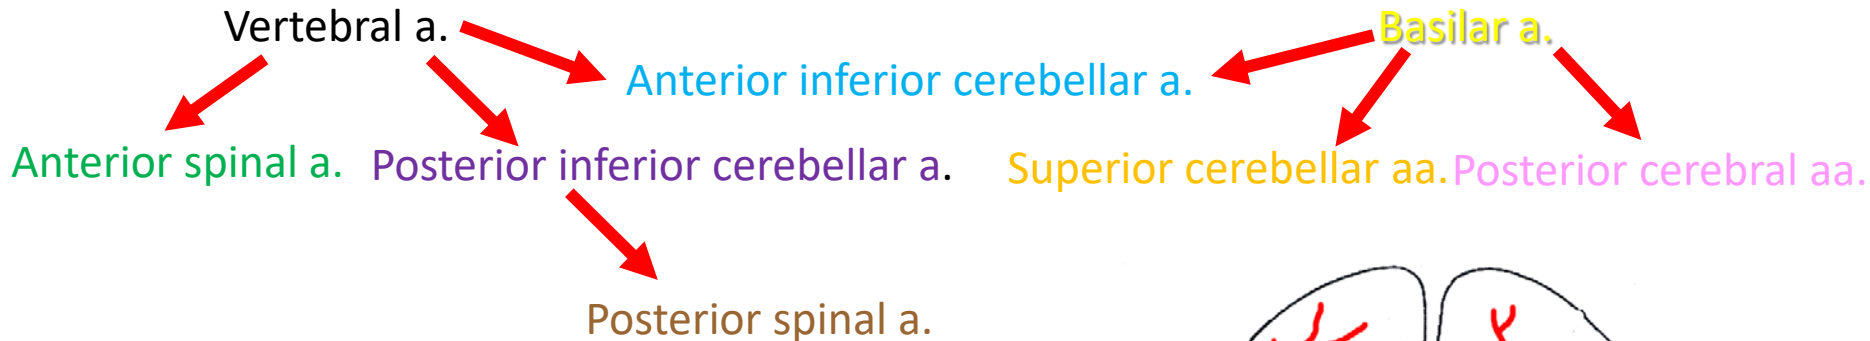 Vertebral a.
Basilar a.
Anterior inferior cerebellar a.
Anterior spinal a.
Posterior inferior cerebellar a.
Superior cerebellar aa.
Posterior cerebral aa.
Posterior spinal a.